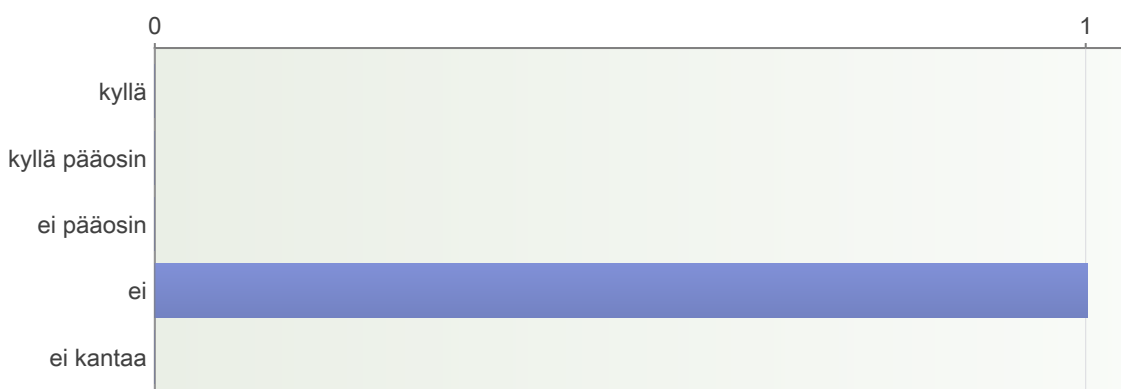 0 1
kyllä
kyllä pääosin
ei pääosin
ei
ei kantaa